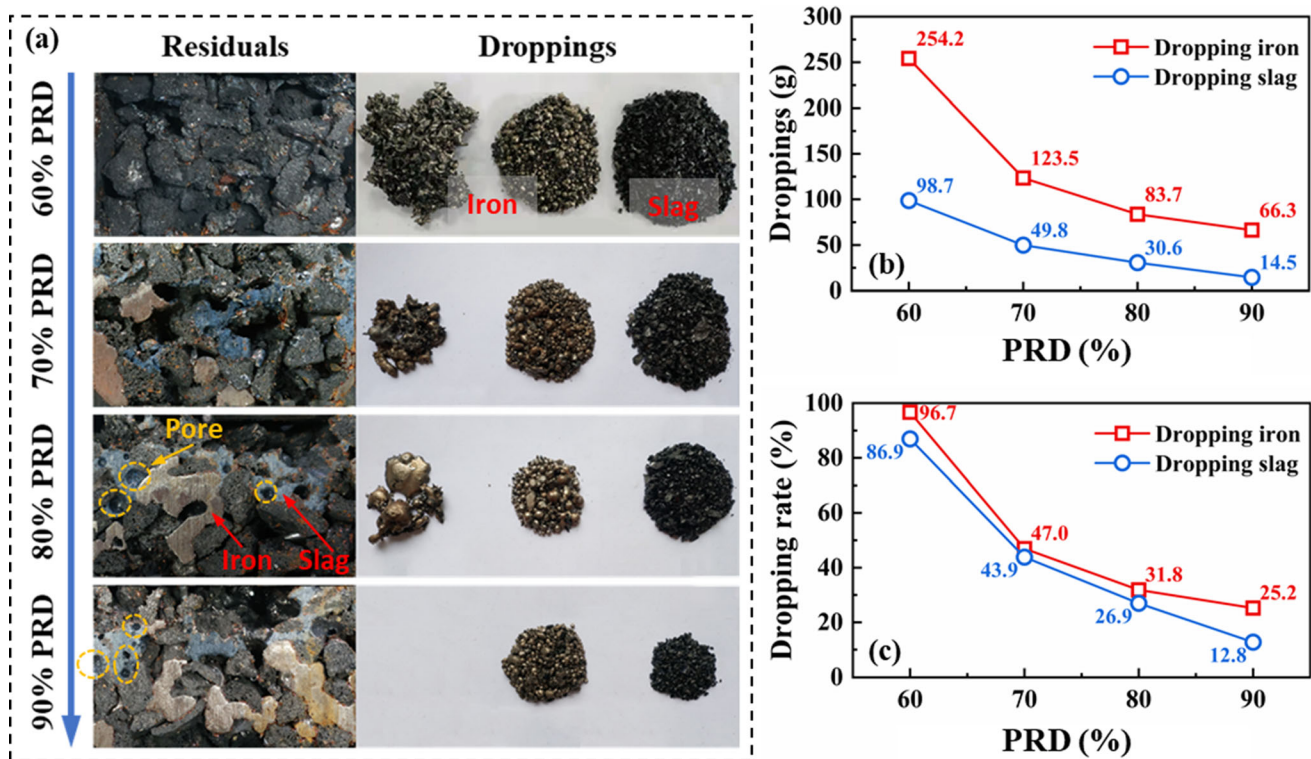 (a)
Residuals
Droppings
60% PRD
Iron
Slag
70% PRD
80% PRD
Pore
Iron
Slag
90% PRD
300
250
200
150
100
50
0
Droppings (g)
254.2
123.5
83.7
66.3
98.7
49.8
30.6
14.5
Dropping iron
Dropping slag
(b)
60
70
80
90
PRD (%)
100
80
60
40
20
0
Dropping rate (%)
96.7
86.9
47.0
43.9
31.8
26.9
25.2
12.8
Dropping iron
Dropping slag
(c)
60
70
80
90
PRD (%)